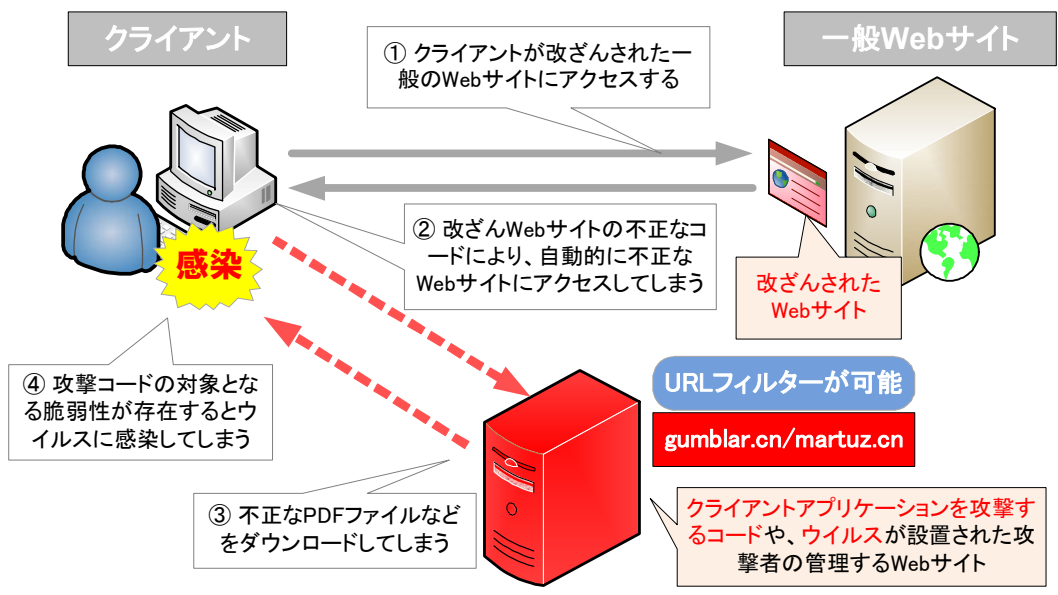 クライアント
一般Webサイト
① クライアントが改ざんされた一
般のWebサイトにアクセスする
② 改ざんWebサイトの不正なコ
ードにより、自動的に不正な
Webサイトにアクセスしてしまう
感染
改ざんされた
Webサイト
④ 攻撃コードの対象とな
る脆弱性が存在するとウ
イルスに感染してしまう
URLフィルターが可能
gumblar.cn/martuz.cn
③ 不正なPDFファイルなど
をダウンロードしてしまう
クライアントアプリケーションを攻撃す
るコードや、ウイルスが設置された攻
撃者の管理するWebサイト